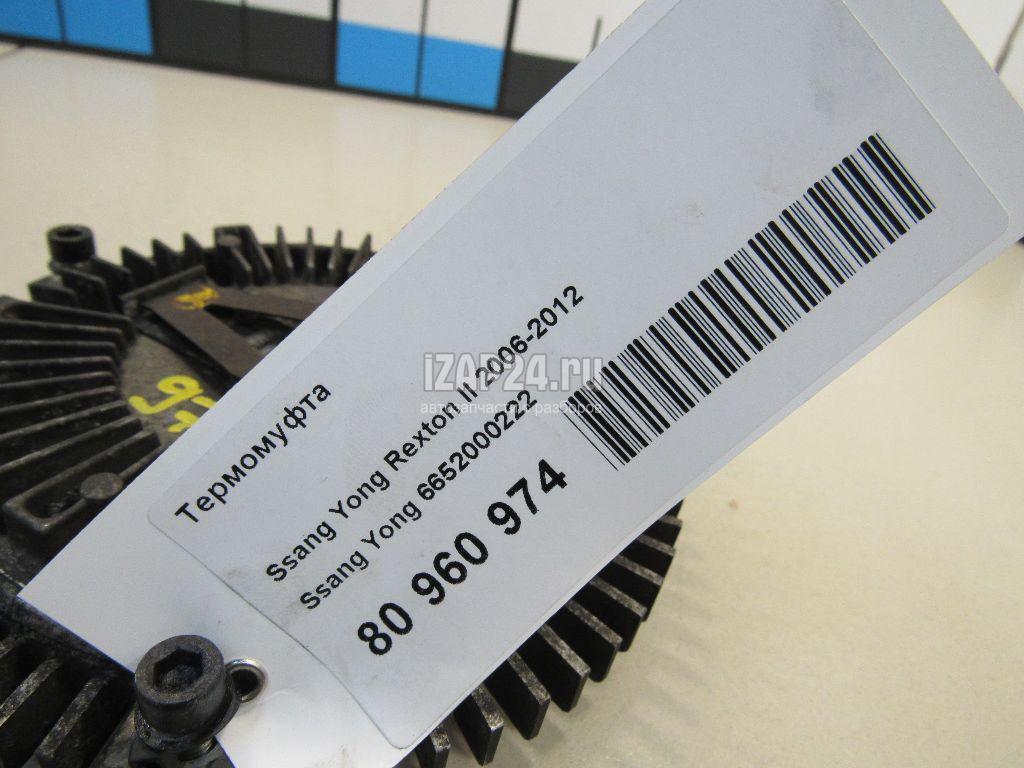 Термомуфта
Ssang Yong Rexton II 2006-2012
Ssang Yong 6652000222
80 960 974
iZAP24.ru
автозапчасти с разборов